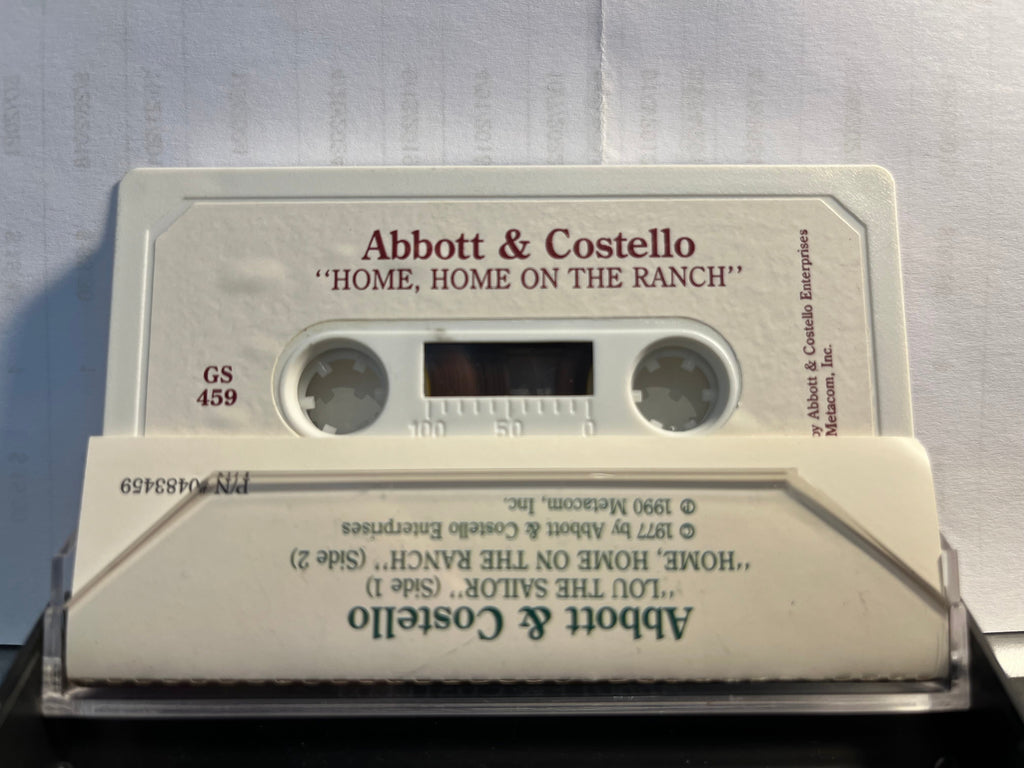 Abbott & Costello
"HOME, HOME ON THE RANCH"
GS
459
by Abbott & Costello Enterprises
Metacom, Inc.
100 50 0
Abbott & Costello
"LOU THE SAILOR" (Side 1)
"HOME, HOME ON THE RANCH" (Side 2)
© 1977 by Abbott & Costello Enterprises
℗ 1990 Metacom, Inc.
P/N 0483459